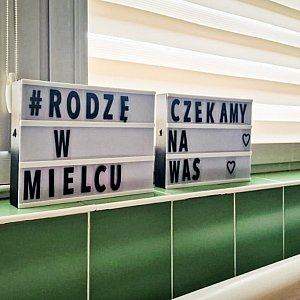 #RODZĘ
W
MIELCU
CZEKAMY
NA
WAS